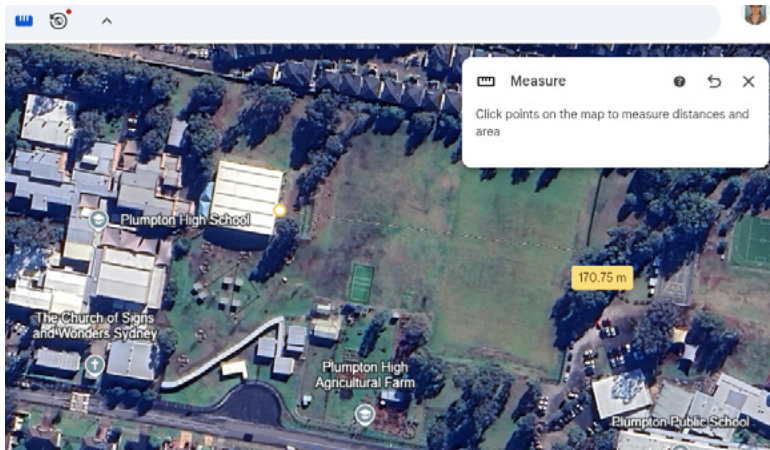 Measure
Click points on the map to measure distances and
area
Plumpton High School
170.75 m
The Church of Signs
and Wonders Sydney
Plumpton High
Agricultural Farm
Plumpton Public School